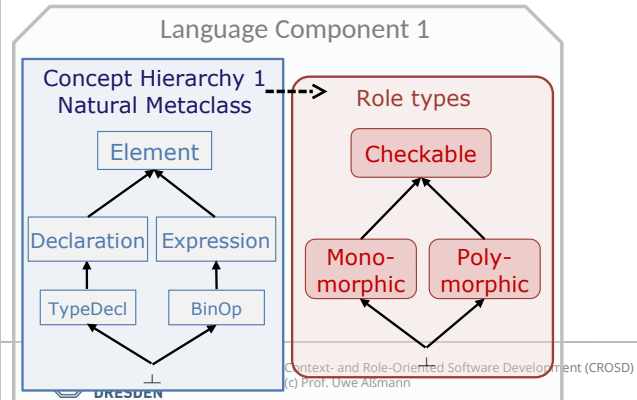 Language Component 1
Concept Hierarchy 1
Natural Metaclass
Role types
Element
Checkable
Declaration
Expression
Mono-
morphic
Poly-
morphic
TypeDecl
BinOp
⊥
⊥
Context- and Role-Oriented Software Development (CROSD)
(c) Prof. Uwe Aßmann
DRESDEN